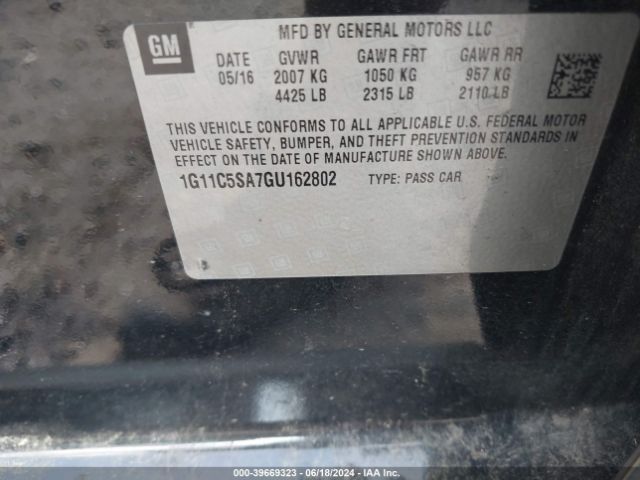 GM
MFD BY GENERAL MOTORS LLC
DATE GVWR GAWR FRT GAWR RR
05/16 2007 KG 1050 KG 957 KG
4425 LB 2315 LB 2110 LB
THIS VEHICLE CONFORMS TO ALL APPLICABLE U.S. FEDERAL MOTOR
VEHICLE SAFETY, BUMPER, AND THEFT PREVENTION STANDARDS IN
EFFECT ON THE DATE OF MANUFACTURE SHOWN ABOVE.
1G11C5SA7GU162802 TYPE: PASS CAR
000-39669323 - 06/18/2024 - IAA Inc.